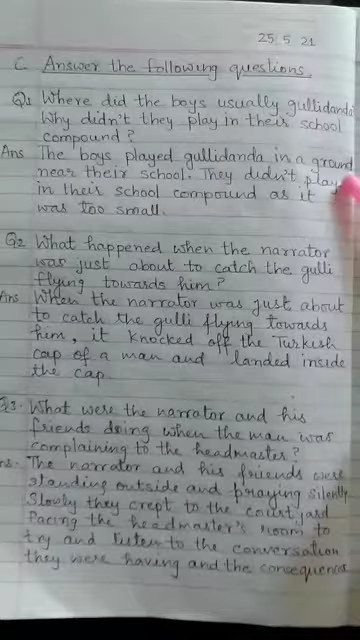 25.5.21
C. Answer the following questions.
Q1 Where did the boys usually gullidanda?
Why didn't they play in their school
compound?
Ans The boys played gullidanda in a ground
near their school. They didn't play
in their school compound as it
was too small.
Q2 What happened when the narrator
was just about to catch the gulli
flying towards him?
Ans When the narrator was just about
to catch the gulli flying towards
him, it knocked off the Turkish
cap of a man and landed inside
the cap.
Q3. What were the narrator and his
friends doing when the man was
complaining to the headmaster?
ns. The narrator and his friends were
standing outside and praying silently.
Slowly they crept to the courtyard
facing the headmaster's room to
try and listen to the conversation
they were having and the consequences